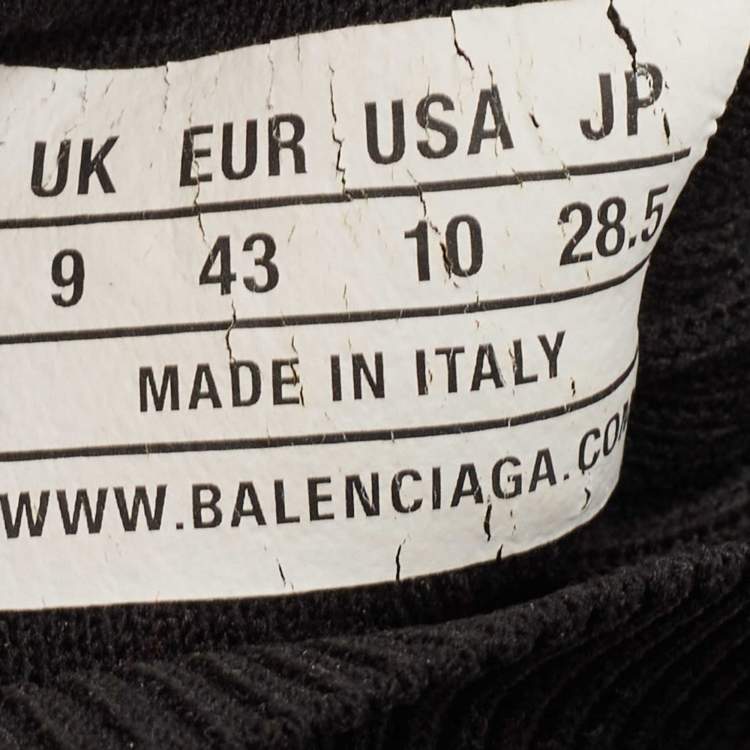 UK EUR USA JP
9 43 10 28.5
MADE IN ITALY
WWW.BALENCIAGA.COM